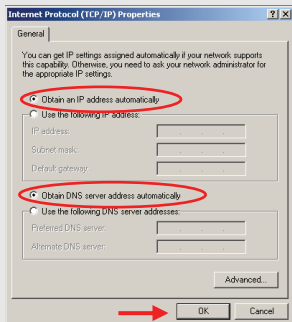 Internet Protocol (TCP/IP) Properties
General
You can get IP settings assigned automatically if your network supports
this capability. Otherwise, you need to ask your network administrator for
the appropriate IP settings.
Obtain an IP address automatically
Use the following IP address:
IP address:
Subnet mask:
Default gateway:
Obtain DNS server address automatically
Use the following DNS server addresses:
Preferred DNS server:
Alternate DNS server:
Advanced...
OK
Cancel